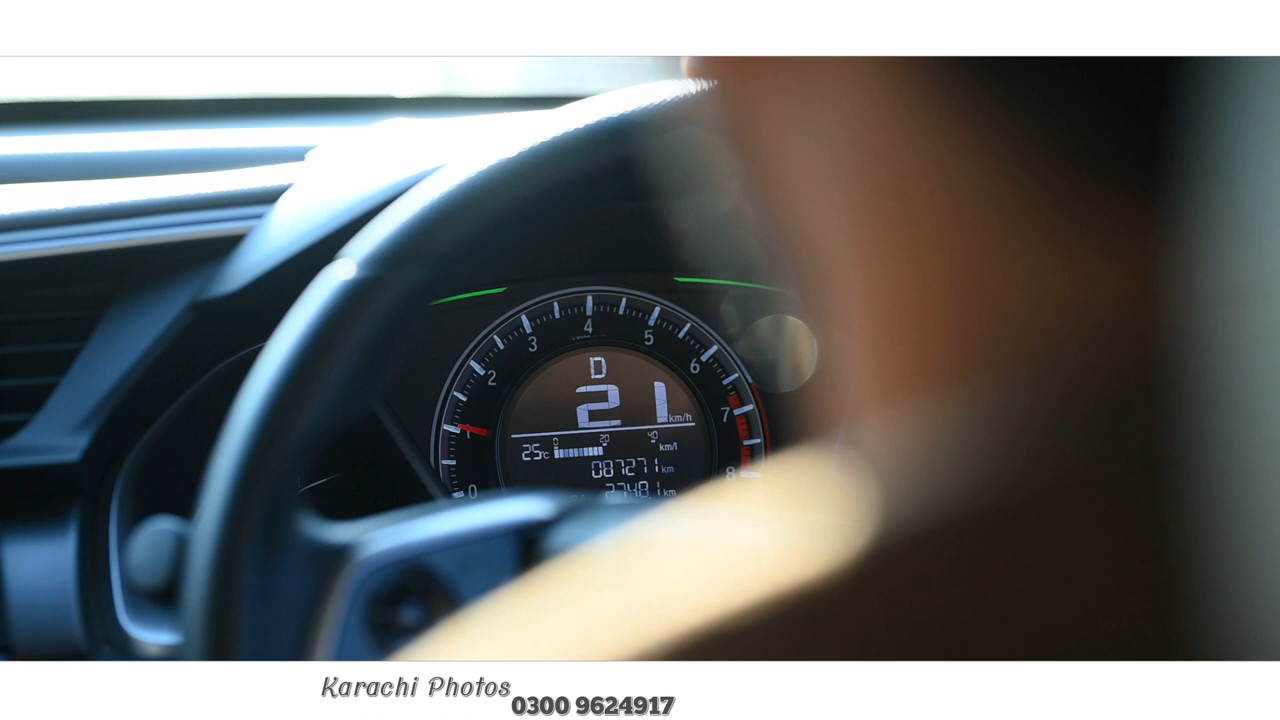 4
3 5
2 6
D
21 km/h
1 7
0 20 40
25°C km/l
087271 km
8
2748.1 km
0
Karachi Photos
0300 9624917